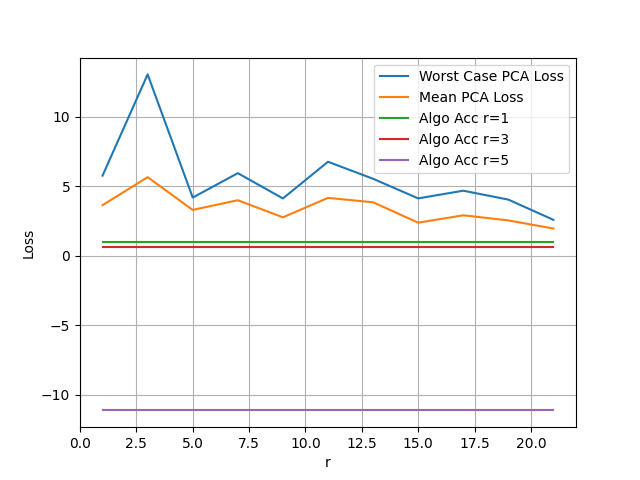 Worst Case PCA Loss
Mean PCA Loss
Algo Acc r=1
Algo Acc r=3
Algo Acc r=5
10
5
0
−5
−10
Loss
0.0 2.5 5.0 7.5 10.0 12.5 15.0 17.5 20.0
r